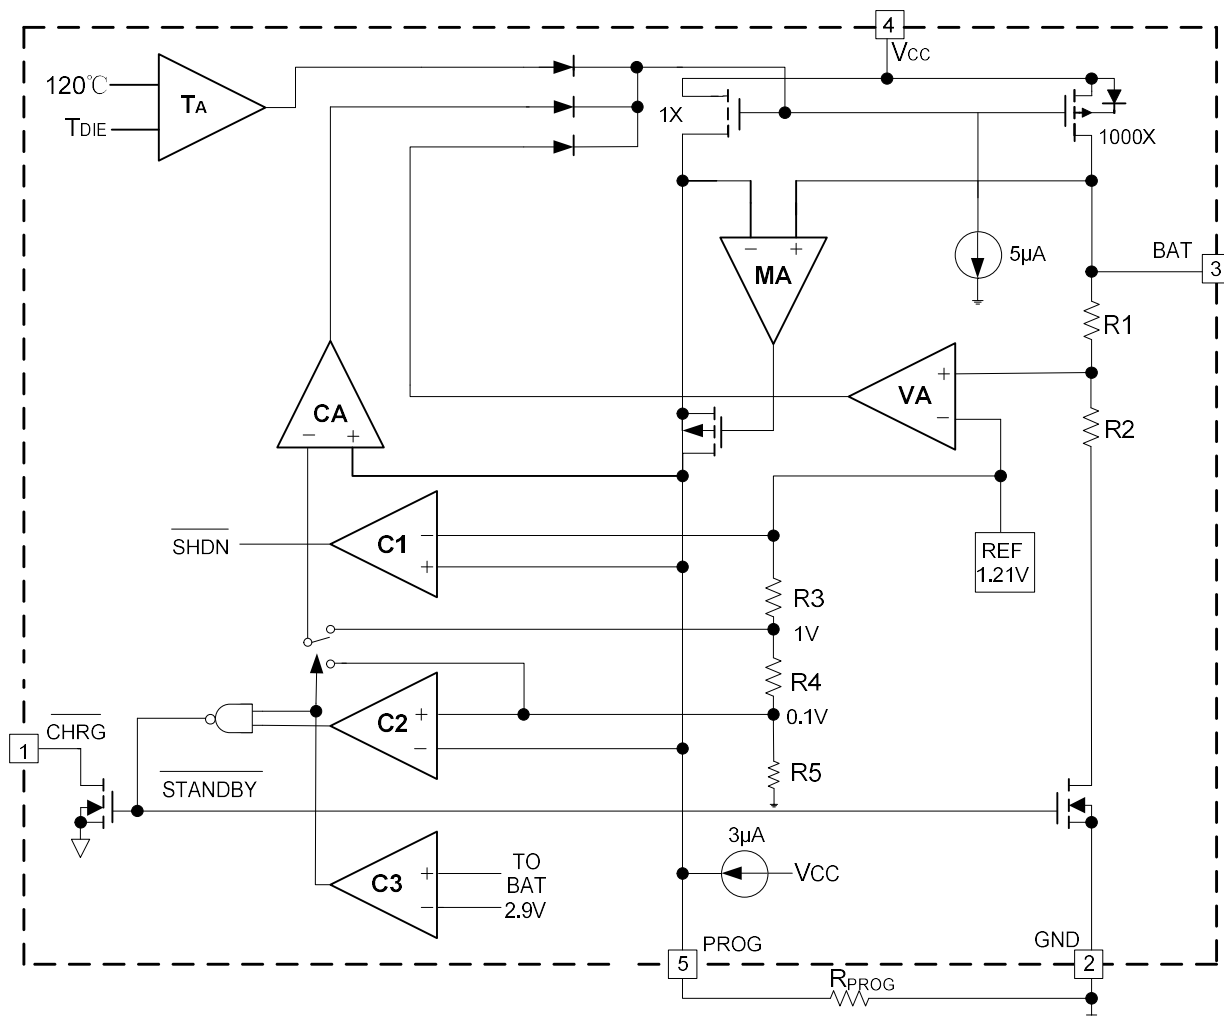 4
VCC
120℃
TA
TDIE
1X
1000X
− +
MA
5µA
BAT
3
R1
+
VA
−
R2
CA
− +
SHDN
C1
−
+
REF
1.21V
R3
1V
R4
0.1V
C2
+
−
R5
CHRG
1
STANDBY
3µA
VCC
C3
+
−
TO
BAT
2.9V
PROG
5
GND
2
RPROG